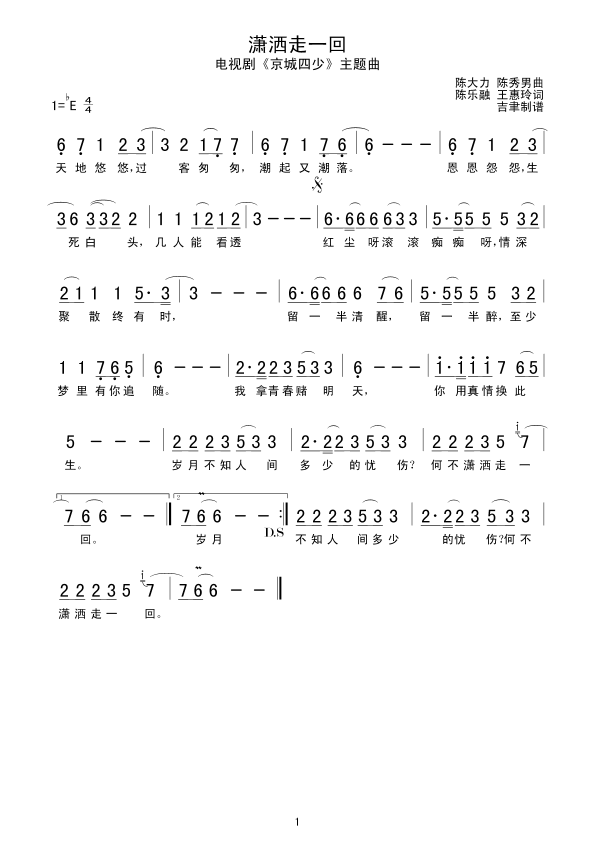 潇洒走一回
电视剧《京城四少》主题曲
陈大力 陈秀男曲
1=♭E 4/4
陈乐融 王惠玲词
吉聿制谱
6 7 1 2 3 | 3 2 1 7 7 | 6 7 1 7 6 | 6 - - - | 6 7 1 2 3 |
天 地 悠 悠,过 客 匆 匆, 潮 起 又 潮 落。 恩 恩 怨 怨,生
3 6 3 3 3 2 2 | 1 1 1 2 1 2 | 3 - - - | 6· 6 6 6 6 3 3 | 5· 5 5 5 5 3 2 |
死 白 头, 几 人 能 看 透 红 尘 呀 滚 滚 痴 痴 呀,情 深
2 1 1 1 5· 3 | 3 - - - | 6· 6 6 6 6 7 6 | 5· 5 5 5 5 3 2 |
聚 散 终 有 时, 留 一 半 清 醒, 留 一 半 醉,至 少
1 1 7 6 5 | 6 - - - | 2· 2 2 3 5 3 3 | 1· 1 1 1 7 6 5 |
梦 里 有 你 追 随。 我 拿 青 春 赌 明 天, 你 用 真 情 换 此
5 - - - | 2 2 2 3 5 3 3 | 2· 2 2 3 5 3 3 | 2 2 2 3 5 i 7 |
生。 岁 月 不 知 人 间 多 少 的 忧 伤? 何 不 潇 洒 走 一
1. 2.
7 6 6 - - | 7 6 6 - - :| 2 2 2 3 5 3 3 | 2· 2 2 3 5 3 3 |
D.S
回。 岁 月 不 知 人 间 多 少 的 忧 伤?何 不
2 2 2 3 5 i 7 | 7 6 6 - - |
潇 洒 走 一 回。
1